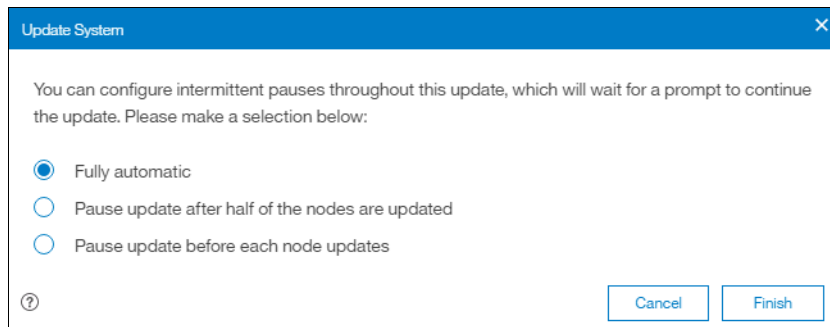 Update System
You can configure intermittent pauses throughout this update, which will wait for a prompt to continue
the update. Please make a selection below:
Fully automatic
Pause update after half of the nodes are updated
Pause update before each node updates
?
Cancel
Finish